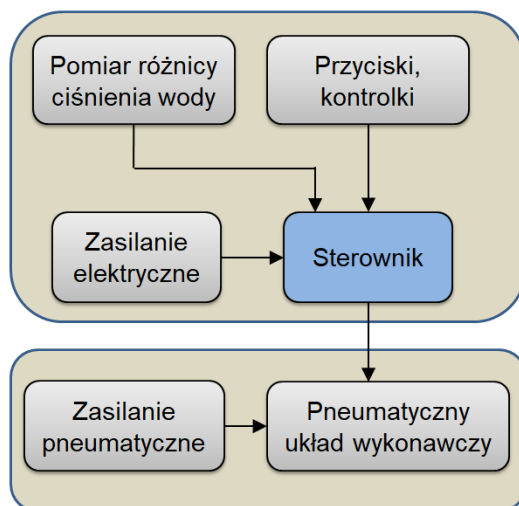 Pomiar różnicy
ciśnienia wody
Przyciski,
kontrolki
Zasilanie
elektryczne
Sterownik
Zasilanie
pneumatyczne
Pneumatyczny
układ wykonawczy